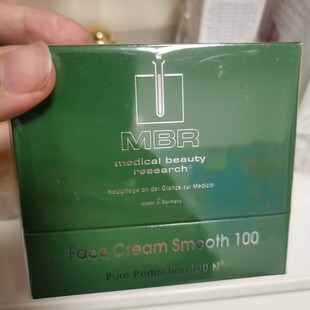 MBR
medical beauty
research®
Hautpflege an der Grenze zur Medizin
made in Germany
Face Cream Smooth 100
Pure Perfection 100 N®